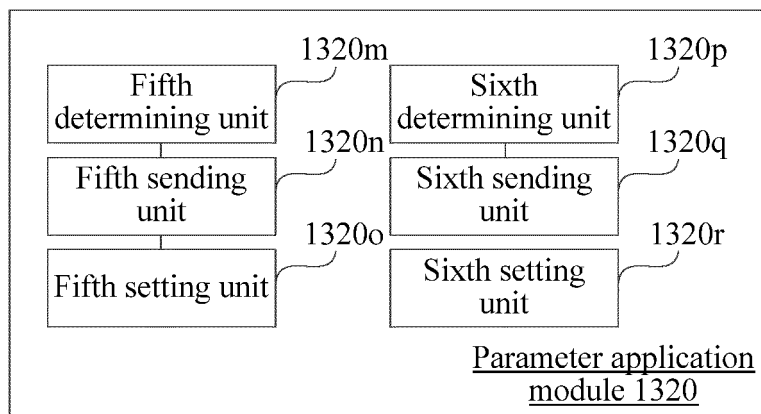 1320m
Fifth
determining unit
1320n
Fifth sending
unit
1320o
Fifth setting unit
1320p
Sixth
determining unit
1320q
Sixth sending
unit
1320r
Sixth setting
unit
Parameter application
module 1320